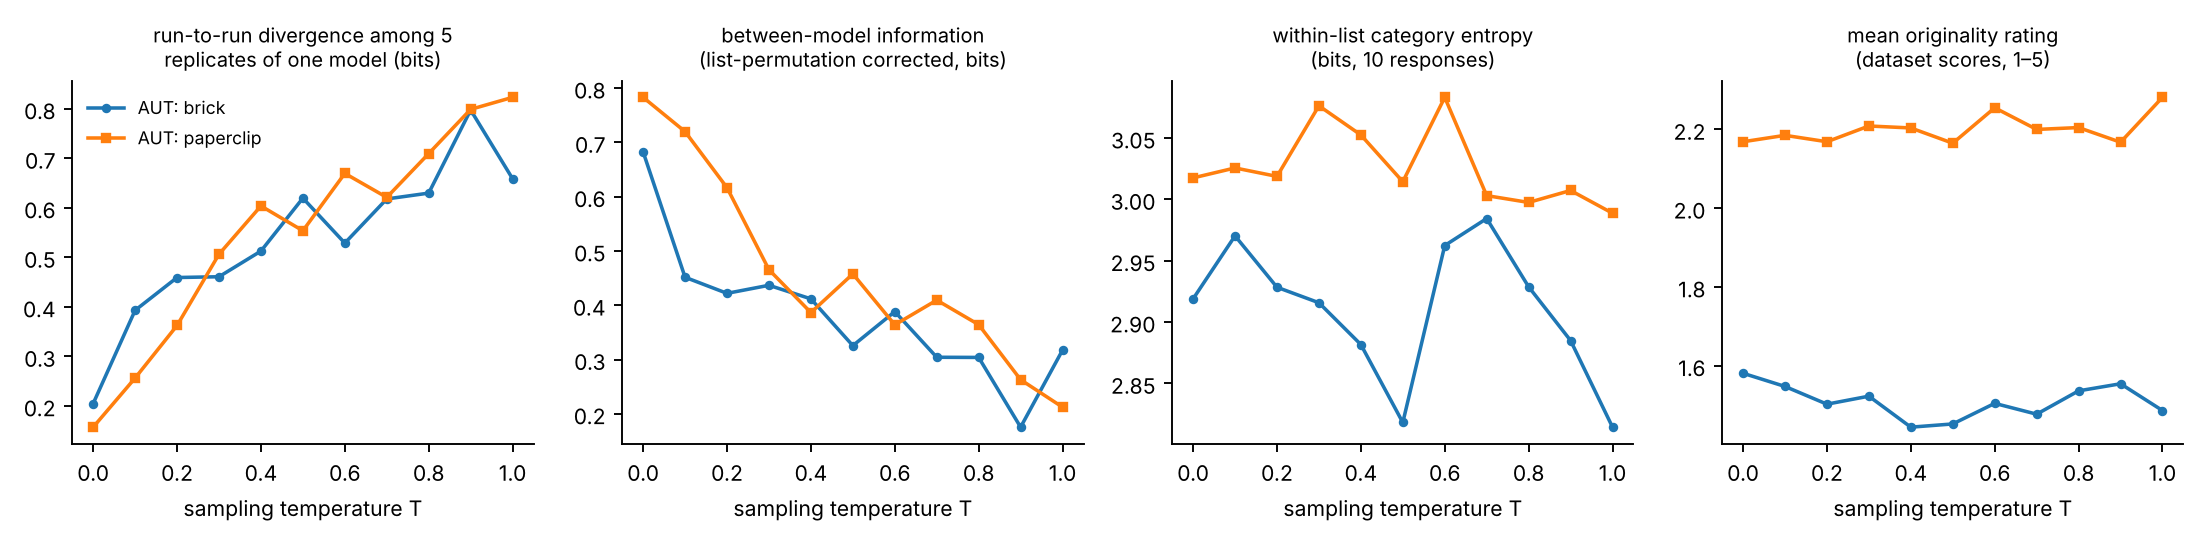 run-to-run divergence among 5
replicates of one model (bits)
0.8
0.7
0.6
0.5
0.4
0.3
0.2
AUT: brick
AUT: paperclip
0.0 0.2 0.4 0.6 0.8 1.0
sampling temperature T
between-model information
(list-permutation corrected, bits)
0.8
0.7
0.6
0.5
0.4
0.3
0.2
0.0 0.2 0.4 0.6 0.8 1.0
sampling temperature T
within-list category entropy
(bits, 10 responses)
3.05
3.00
2.95
2.90
2.85
0.0 0.2 0.4 0.6 0.8 1.0
sampling temperature T
mean originality rating
(dataset scores, 1–5)
2.2
2.0
1.8
1.6
0.0 0.2 0.4 0.6 0.8 1.0
sampling temperature T